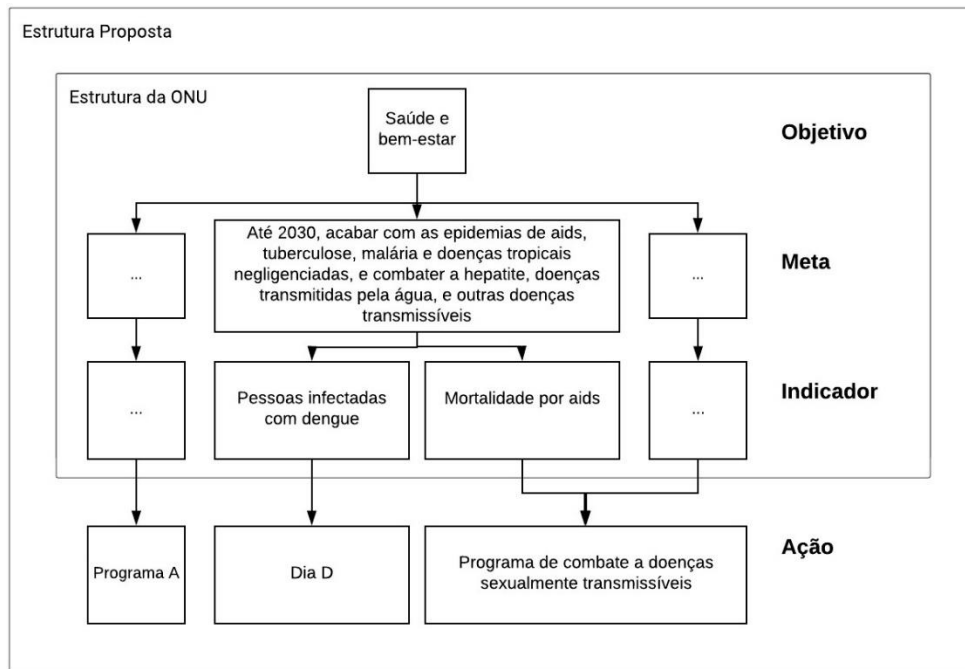 Estrutura Proposta
Estrutura da ONU
Saúde e
bem-estar
Objetivo
...
Até 2030, acabar com as epidemias de aids,
tuberculose, malária e doenças tropicais
negligenciadas, e combater a hepatite, doenças
transmitidas pela água, e outras doenças
transmissíveis
...
Meta
...
Pessoas infectadas
com dengue
Mortalidade por aids
...
Indicador
Programa A
Dia D
Programa de combate a doenças
sexualmente transmissíveis
Ação